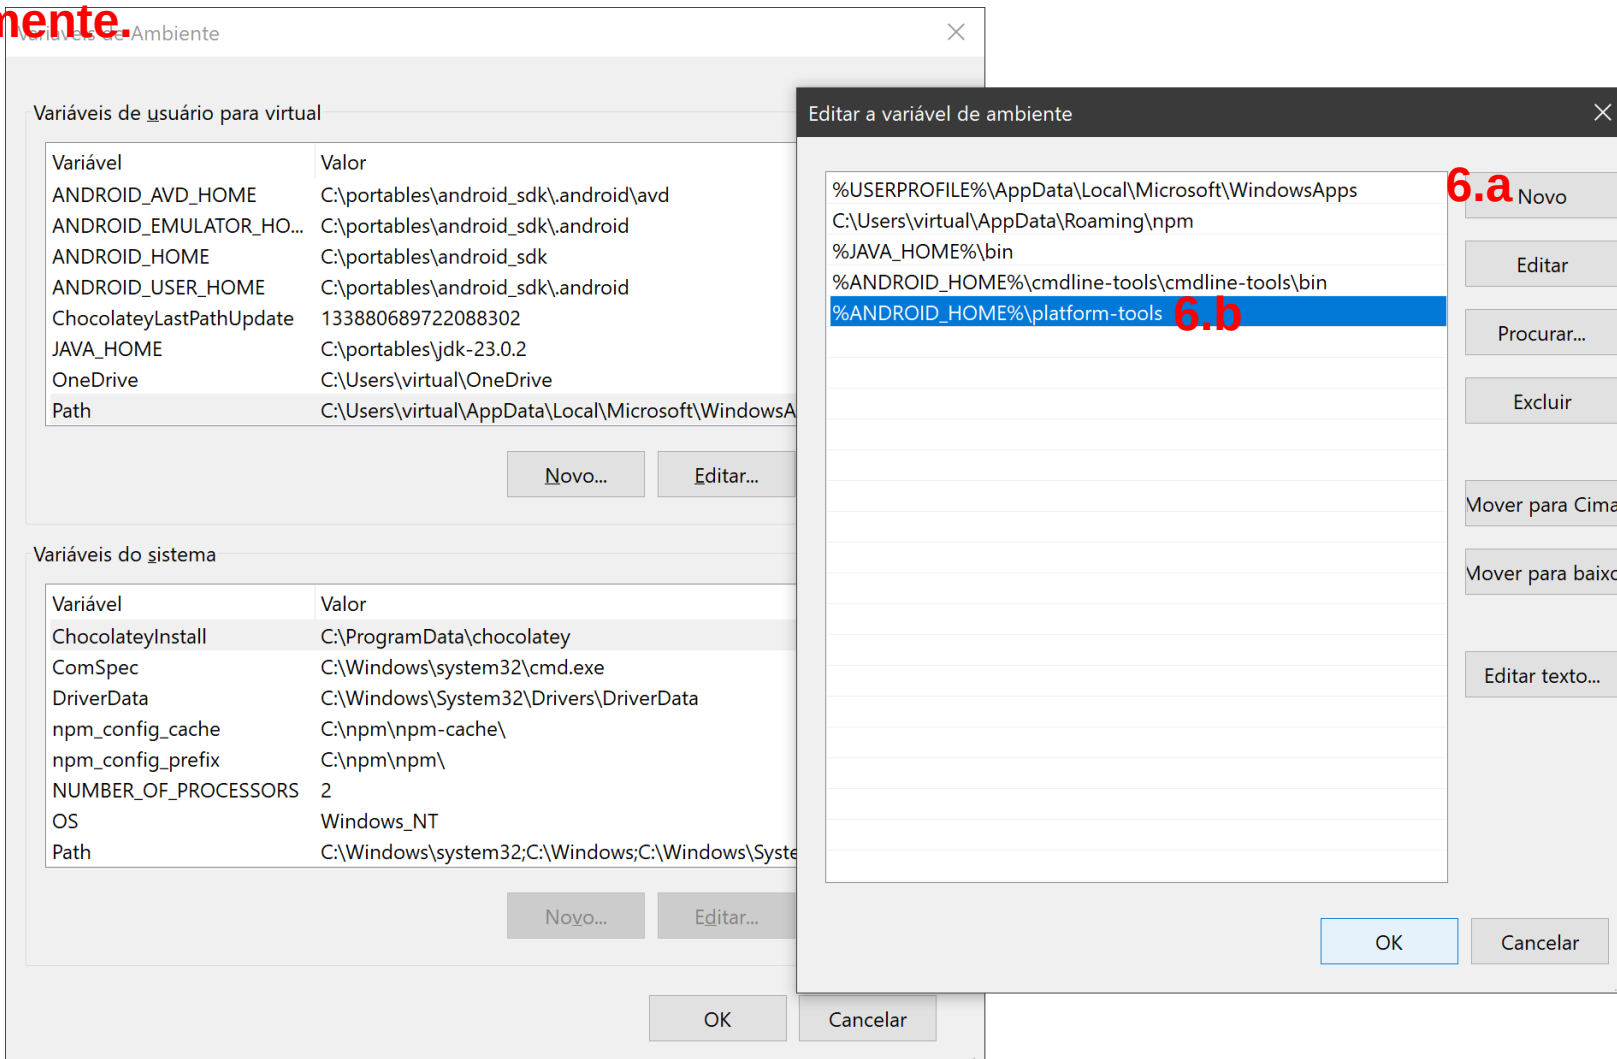 mente.
Variáveis de Ambiente
Variáveis de usuário para virtual
Variável Valor
ANDROID_AVD_HOME C:\portables\android_sdk\.android\avd
ANDROID_EMULATOR_HO... C:\portables\android_sdk\.android
ANDROID_HOME C:\portables\android_sdk
ANDROID_USER_HOME C:\portables\android_sdk\.android
ChocolateyLastPathUpdate 133880689722088302
JAVA_HOME C:\portables\jdk-23.0.2
OneDrive C:\Users\virtual\OneDrive
Path C:\Users\virtual\AppData\Local\Microsoft\WindowsA
Novo... Editar...
Variáveis do sistema
Variável Valor
ChocolateyInstall C:\ProgramData\chocolatey
ComSpec C:\Windows\system32\cmd.exe
DriverData C:\Windows\System32\Drivers\DriverData
npm_config_cache C:\npm\npm-cache\
npm_config_prefix C:\npm\npm\
NUMBER_OF_PROCESSORS 2
OS Windows_NT
Path C:\Windows\system32;C:\Windows;C:\Windows\Syste
Novo... Editar...
OK Cancelar
Editar a variável de ambiente
%USERPROFILE%\AppData\Local\Microsoft\WindowsApps
C:\Users\virtual\AppData\Roaming\npm
%JAVA_HOME%\bin
%ANDROID_HOME%\cmdline-tools\cmdline-tools\bin
%ANDROID_HOME%\platform-tools 6.b
6.a Novo
Editar
Procurar...
Excluir
Mover para Cima
Mover para baixo
Editar texto...
OK Cancelar